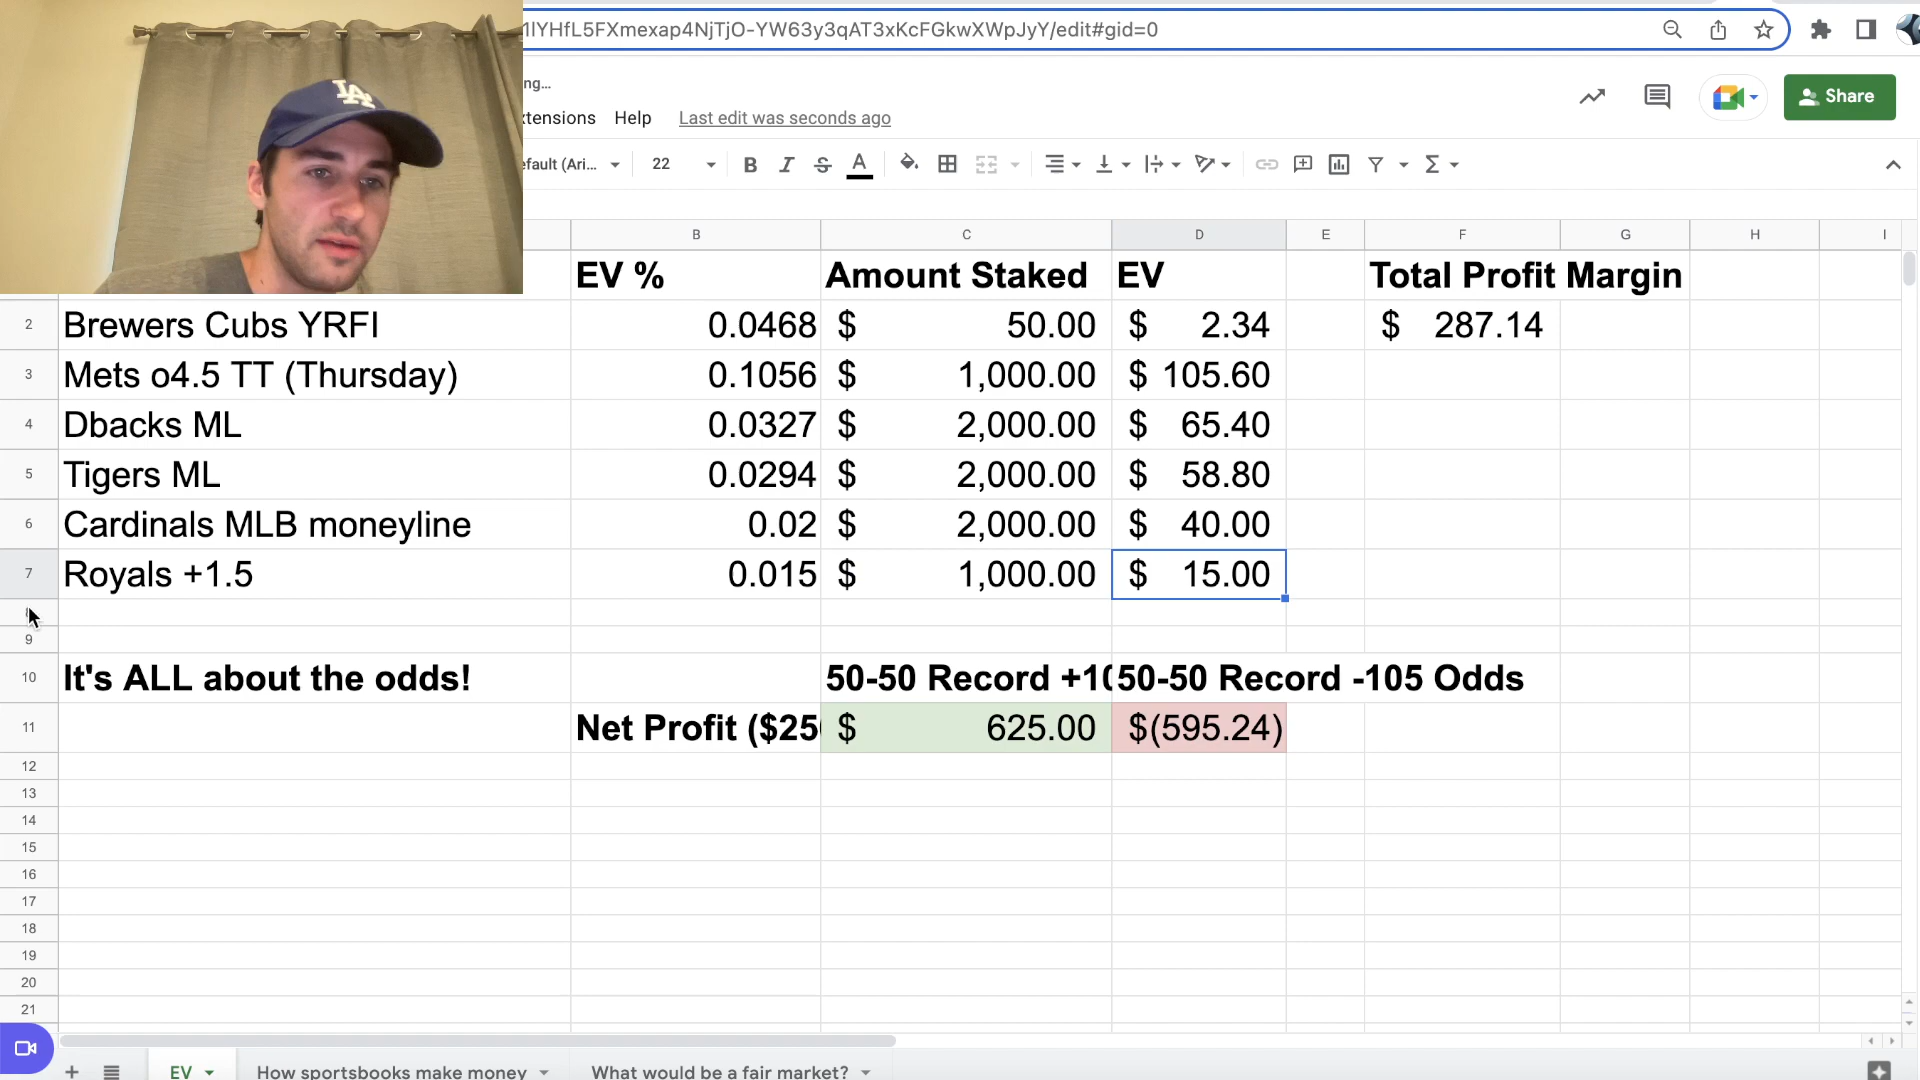 1lYHfL5FXmexap4NjTjO-YW63y3qAT3xKcFGkwXWpJyY/edit#gid=0
LA
ng...
tensions Help Last edit was seconds ago
Share
efault (Ari... 22 B I S A Σ
B C D E F G H I
EV % Amount Staked EV Total Profit Margin
2 Brewers Cubs YRFI 0.0468 $ 50.00 $ 2.34 $ 287.14
3 Mets o4.5 TT (Thursday) 0.1056 $ 1,000.00 $ 105.60
4 Dbacks ML 0.0327 $ 2,000.00 $ 65.40
5 Tigers ML 0.0294 $ 2,000.00 $ 58.80
6 Cardinals MLB moneyline 0.02 $ 2,000.00 $ 40.00
7 Royals +1.5 0.015 $ 1,000.00 $ 15.00
9
10 It's ALL about the odds! 50-50 Record +10 50-50 Record -105 Odds
11 Net Profit ($25 $ 625.00 $(595.24)
12
13
14
15
16
17
18
19
20
21
EV How sportsbooks make money What would be a fair market?